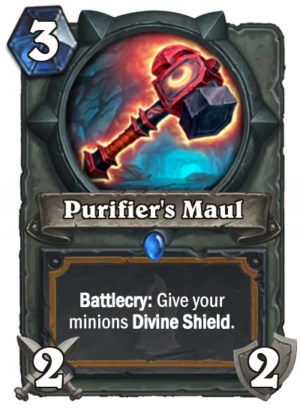 3
Purifier's Maul
Battlecry: Give your
minions Divine Shield.
2 2